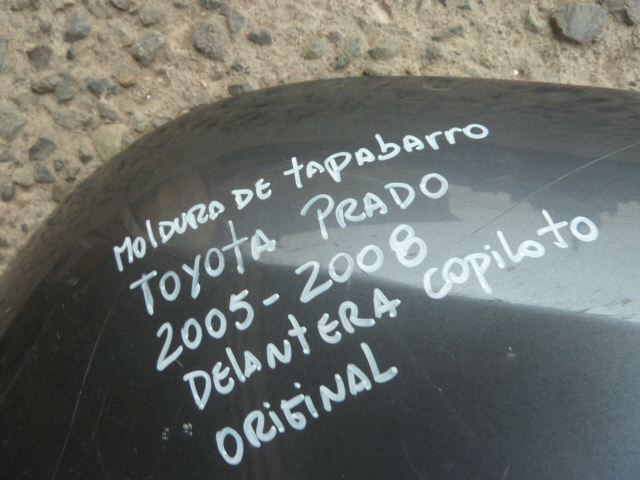 MOLDURA DE tapabarro
TOYOTA PRADO
2005-2008
DELANTERA copiloto
ORIGINAL